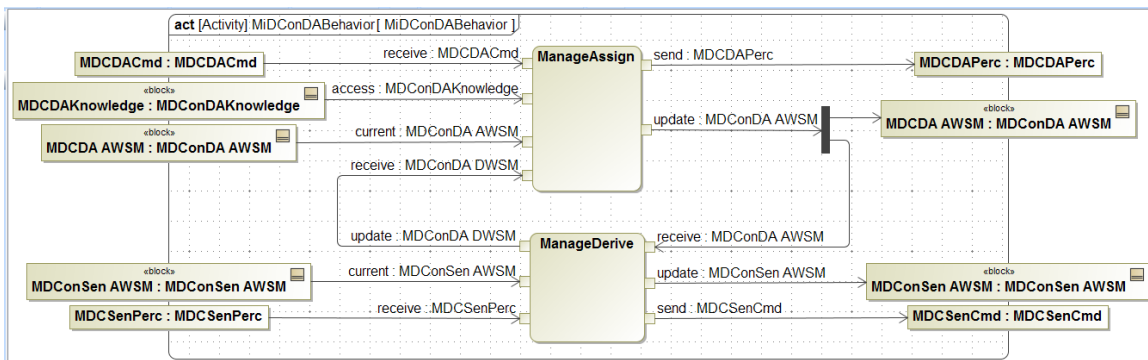 act [Activity] MiDConDABehavior[ MiDConDABehavior ]
MDCDACmd : MDCDACmd
receive : MDCDACmd
ManageAssign
send : MDCDAPerc
MDCDAPerc : MDCDAPerc
«block»
MDCDAKnowledge : MDConDAKnowledge
access : MDConDAKnowledge
«block»
MDCDA AWSM : MDConDA AWSM
current : MDConDA AWSM
update : MDConDA AWSM
«block»
MDCDA AWSM : MDConDA AWSM
receive : MDConDA DWSM
update : MDConDA DWSM
ManageDerive
receive : MDConDA AWSM
«block»
MDConSen AWSM : MDConSen AWSM
current : MDConSen AWSM
update : MDConSen AWSM
«block»
MDConSen AWSM : MDConSen AWSM
MDCSenPerc : MDCSenPerc
receive : MDCSenPerc
send : MDCSenCmd
MDCSenCmd : MDCSenCmd